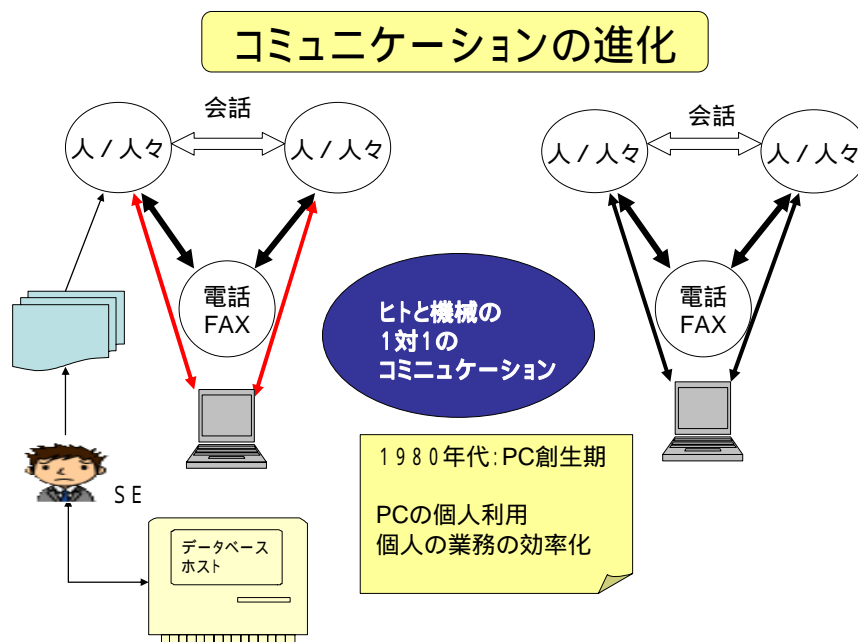 コミュニケーションの進化
会話
人 / 人々
人 / 人々
電話
FAX
会話
人 / 人々
人 / 人々
電話
FAX
ヒトと機械の
1対1の
コミニュケーション
SE
データベース
ホスト
1980年代:PC創生期
PCの個人利用
個人の業務の効率化